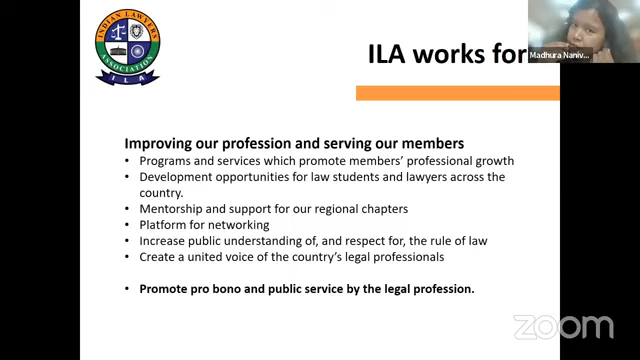 INDIAN LAWYERS
ASSOCIATION
I L A
ILA works for
Madhura Naniv...
Improving our profession and serving our members
• Programs and services which promote members' professional growth
• Development opportunities for law students and lawyers across the
country.
• Mentorship and support for our regional chapters
• Platform for networking
• Increase public understanding of, and respect for, the rule of law
• Create a united voice of the country's legal professionals
• Promote pro bono and public service by the legal profession.
zoom